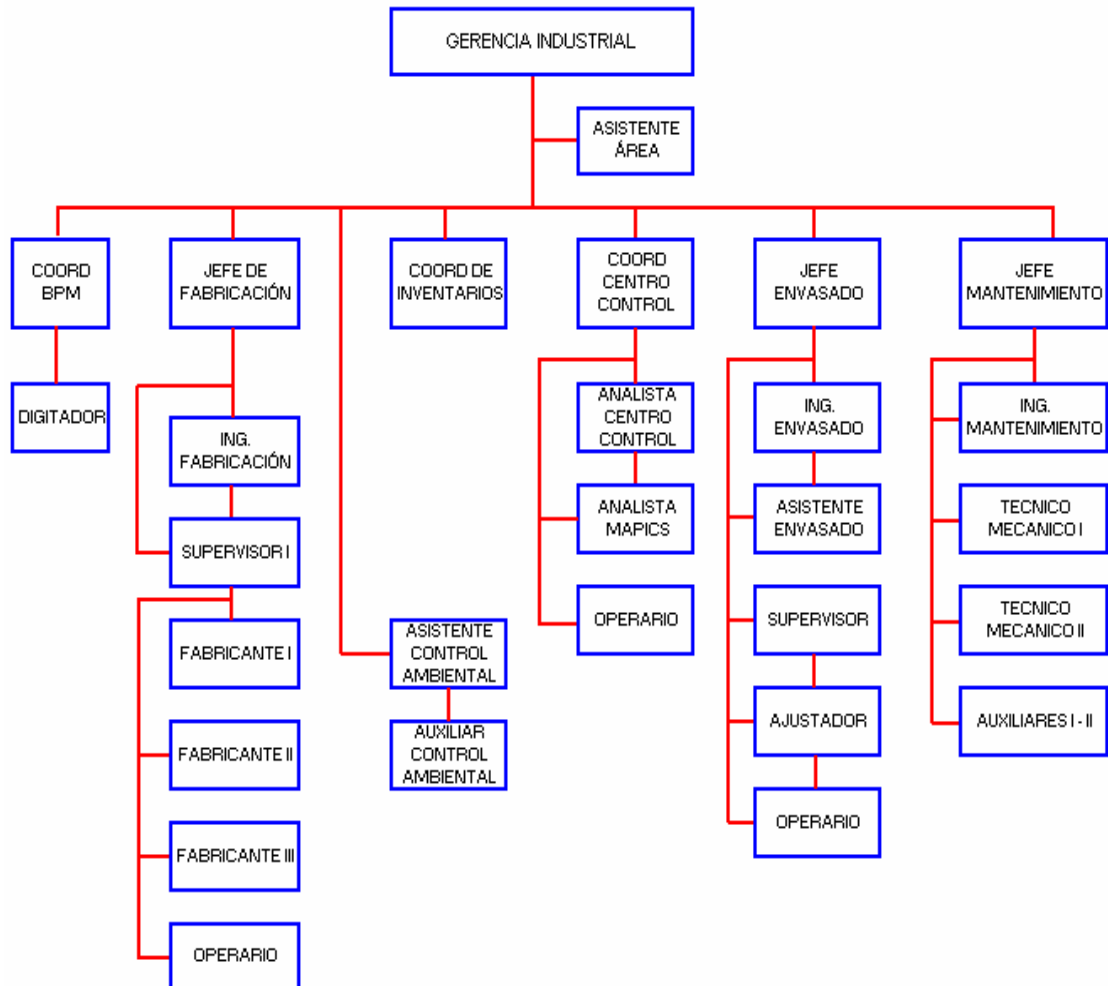 GERENCIA INDUSTRIAL
ASISTENTE
ÁREA
COORD
BPM
JEFE DE
FABRICACIÓN
COORD DE
INVENTARIOS
COORD
CENTRO
CONTROL
JEFE
ENVASADO
JEFE
MANTENIMIENTO
DIGITADOR
ING.
FABRICACIÓN
SUPERVISOR I
FABRICANTE I
FABRICANTE II
FABRICANTE III
OPERARIO
ASISTENTE
CONTROL
AMBIENTAL
AUXILIAR
CONTROL
AMBIENTAL
ANALISTA
CENTRO
CONTROL
ANALISTA
MAPICS
OPERARIO
ING.
ENVASADO
ASISTENTE
ENVASADO
SUPERVISOR
AJUSTADOR
OPERARIO
ING.
MANTENIMIENTO
TECNICO
MECANICO I
TECNICO
MECANICO II
AUXILIARES I - II